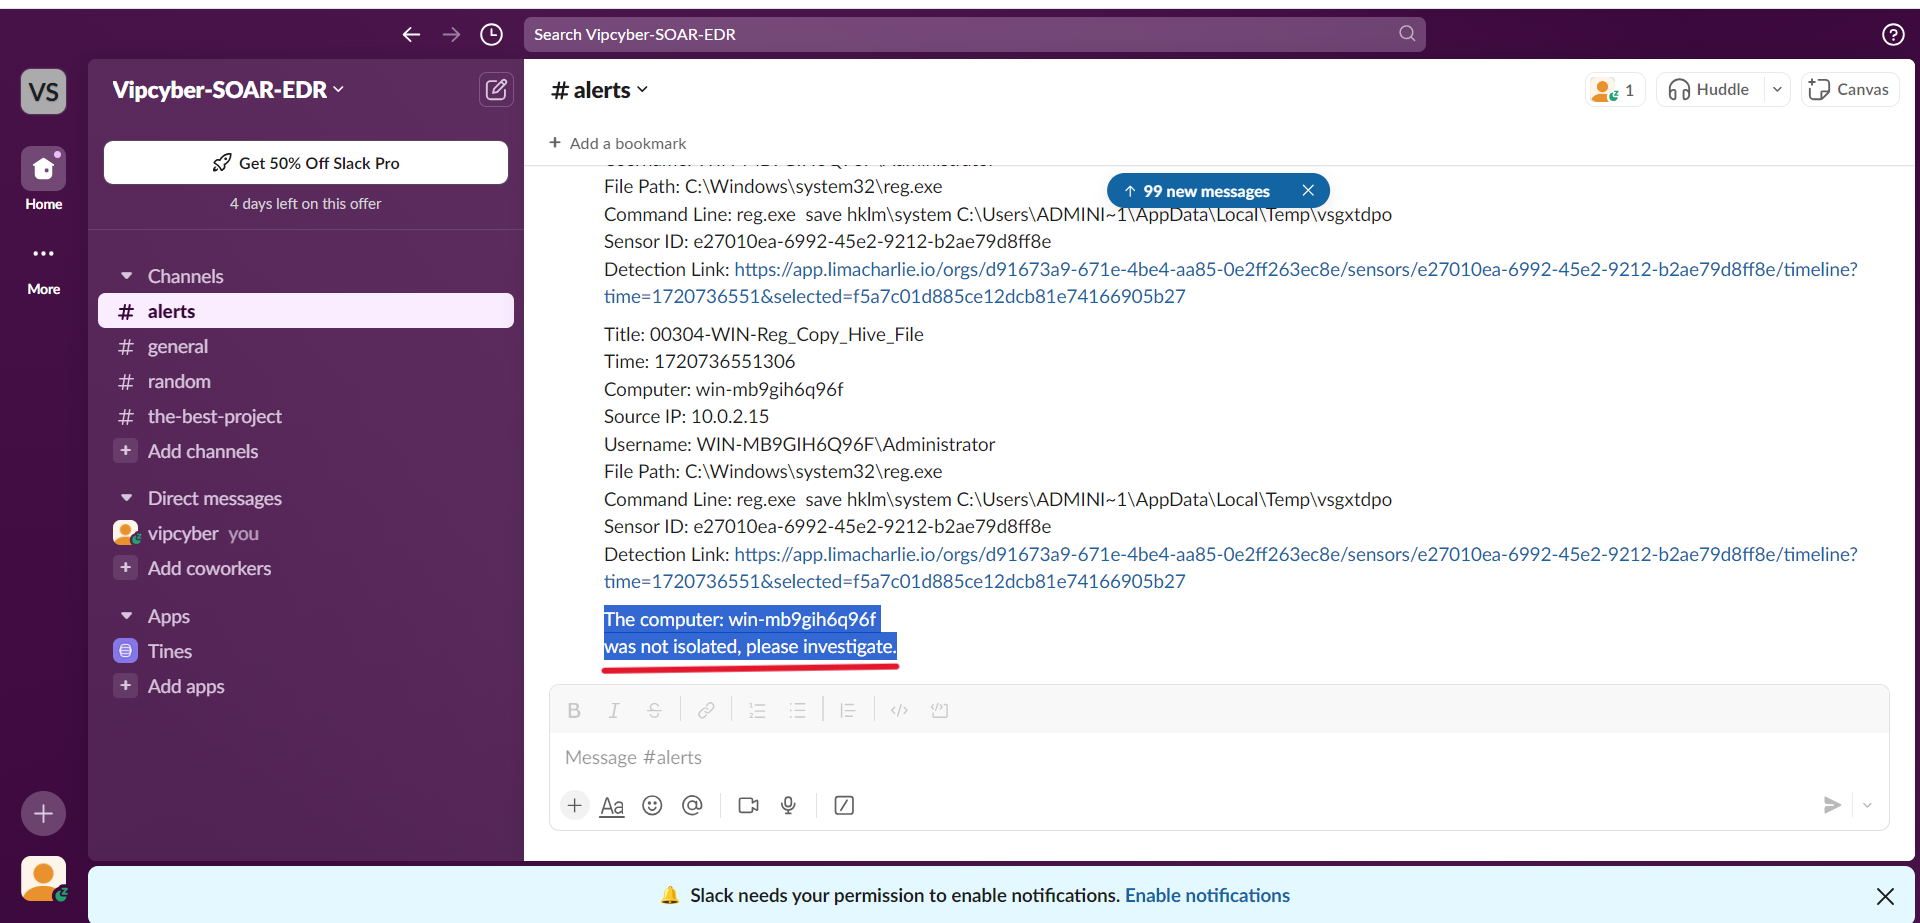 Search Vipcyber-SOAR-EDR
VS
Home
More
Vipcyber-SOAR-EDR
Get 50% Off Slack Pro
4 days left on this offer
Channels
# alerts
# general
# random
# the-best-project
+ Add channels
Direct messages
vipcyber you
+ Add coworkers
Apps
Tines
+ Add apps
# alerts
1
Huddle
Canvas
+ Add a bookmark
↑ 99 new messages
File Path: C:\Windows\system32\reg.exe
Command Line: reg.exe  save hklm\system C:\Users\ADMINI~1\AppData\Local\Temp\vsgxtdpo
Sensor ID: e27010ea-6992-45e2-9212-b2ae79d8ff8e
Detection Link: https://app.limacharlie.io/orgs/d91673a9-671e-4be4-aa85-0e2ff263ec8e/sensors/e27010ea-6992-45e2-9212-b2ae79d8ff8e/timeline?
time=1720736551&selected=f5a7c01d885ce12dcb81e74166905b27
Title: 00304-WIN-Reg_Copy_Hive_File
Time: 1720736551306
Computer: win-mb9gih6q96f
Source IP: 10.0.2.15
Username: WIN-MB9GIH6Q96F\Administrator
File Path: C:\Windows\system32\reg.exe
Command Line: reg.exe  save hklm\system C:\Users\ADMINI~1\AppData\Local\Temp\vsgxtdpo
Sensor ID: e27010ea-6992-45e2-9212-b2ae79d8ff8e
Detection Link: https://app.limacharlie.io/orgs/d91673a9-671e-4be4-aa85-0e2ff263ec8e/sensors/e27010ea-6992-45e2-9212-b2ae79d8ff8e/timeline?
time=1720736551&selected=f5a7c01d885ce12dcb81e74166905b27
The computer: win-mb9gih6q96f
was not isolated, please investigate.
B I S
Message #alerts
Aa
Slack needs your permission to enable notifications. Enable notifications